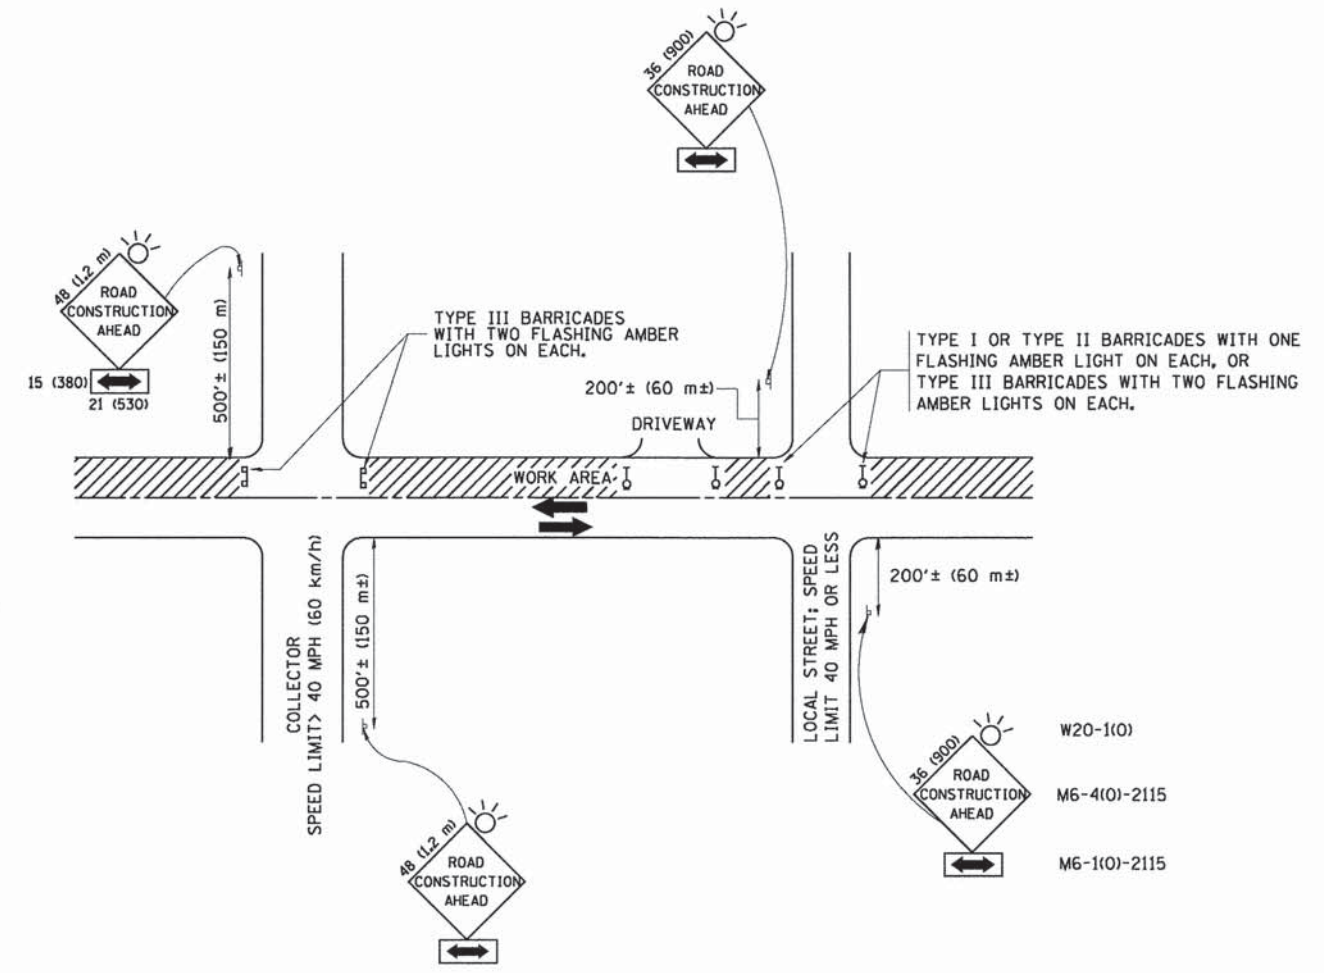 36 (900)
ROAD
CONSTRUCTION
AHEAD
48 (1.2 m)
ROAD
CONSTRUCTION
AHEAD
15 (380)
21 (530)
500'± (150 m)
TYPE III BARRICADES
WITH TWO FLASHING AMBER
LIGHTS ON EACH.
TYPE I OR TYPE II BARRICADES WITH ONE
FLASHING AMBER LIGHT ON EACH, OR
TYPE III BARRICADES WITH TWO FLASHING
AMBER LIGHTS ON EACH.
200'± (60 m±)
DRIVEWAY
WORK AREA
COLLECTOR
SPEED LIMIT> 40 MPH (60 km/h)
500'± (150 m±)
LOCAL STREET; SPEED
LIMIT 40 MPH OR LESS
200'± (60 m±)
48 (1.2 m)
ROAD
CONSTRUCTION
AHEAD
36 (900)
ROAD
CONSTRUCTION
AHEAD
W20-1(O)
M6-4(O)-2115
M6-1(O)-2115